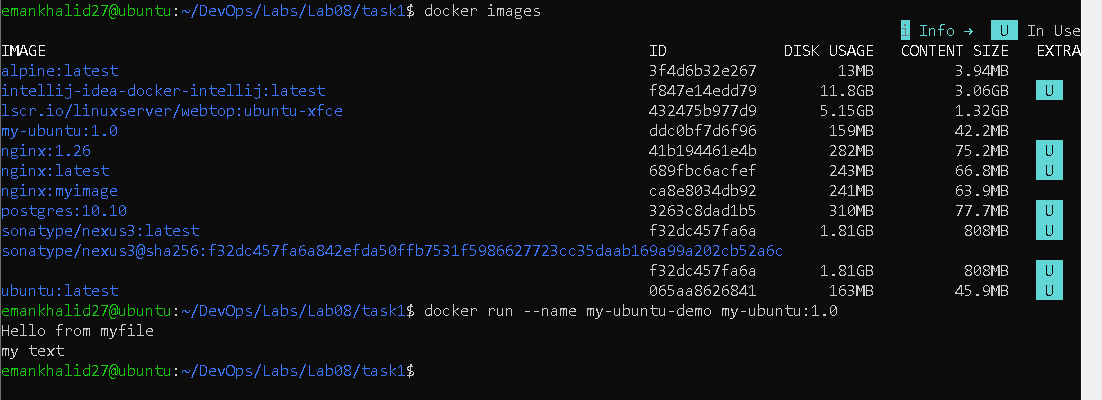 emankhalid27@ubuntu:~/DevOps/Labs/Lab08/task1$ docker images
i Info → U In Use
IMAGE ID DISK USAGE CONTENT SIZE EXTRA
alpine:latest 3f4d6b32e267 13MB 3.94MB
intellij-idea-docker-intellij:latest f847e14edd79 11.8GB 3.06GB U
lscr.io/linuxserver/webtop:ubuntu-xfce 432475b977d9 5.15GB 1.32GB
my-ubuntu:1.0 ddc0bf7d6f96 159MB 42.2MB
nginx:1.26 41b194461e4b 282MB 75.2MB U
nginx:latest 689fbc6acfef 243MB 66.8MB U
nginx:myimage ca8e8034db92 241MB 63.9MB
postgres:10.10 3263c8dad1b5 310MB 77.7MB U
sonatype/nexus3:latest f32dc457fa6a 1.81GB 808MB U
sonatype/nexus3@sha256:f32dc457fa6a842efda50ffb7531f5986627723cc35daab169a99a202cb52a6c
f32dc457fa6a 1.81GB 808MB U
ubuntu:latest 065aa8626841 163MB 45.9MB U
emankhalid27@ubuntu:~/DevOps/Labs/Lab08/task1$ docker run --name my-ubuntu-demo my-ubuntu:1.0
Hello from myfile
my text
emankhalid27@ubuntu:~/DevOps/Labs/Lab08/task1$